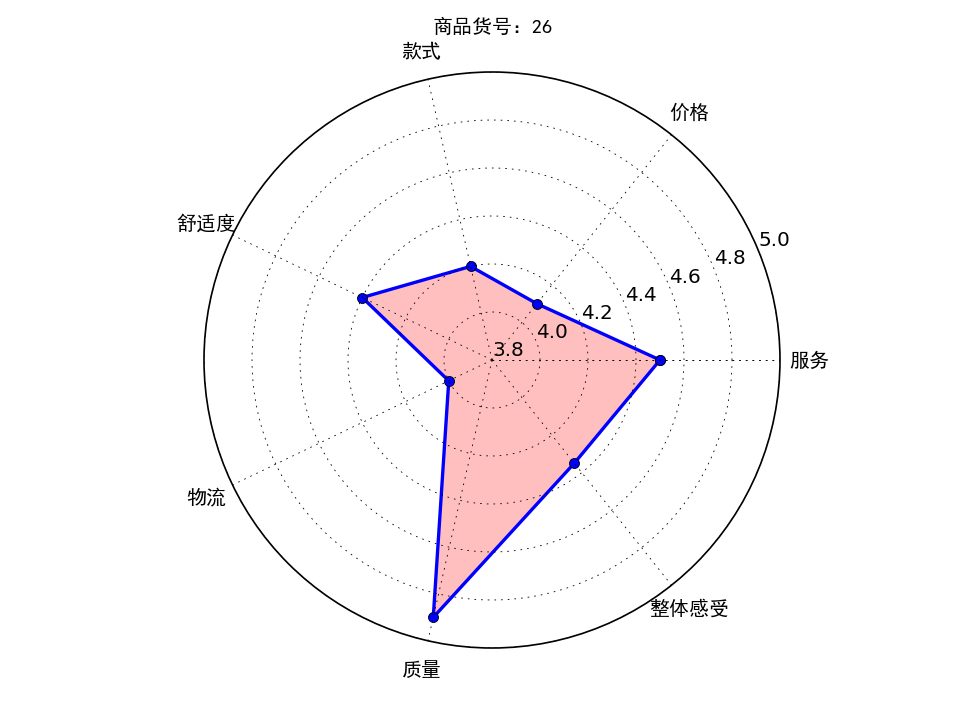 商品货号：26
款式
价格
舒适度
5.0
4.8
4.6
4.4
4.2
4.0
3.8
服务
物流
整体感受
质量